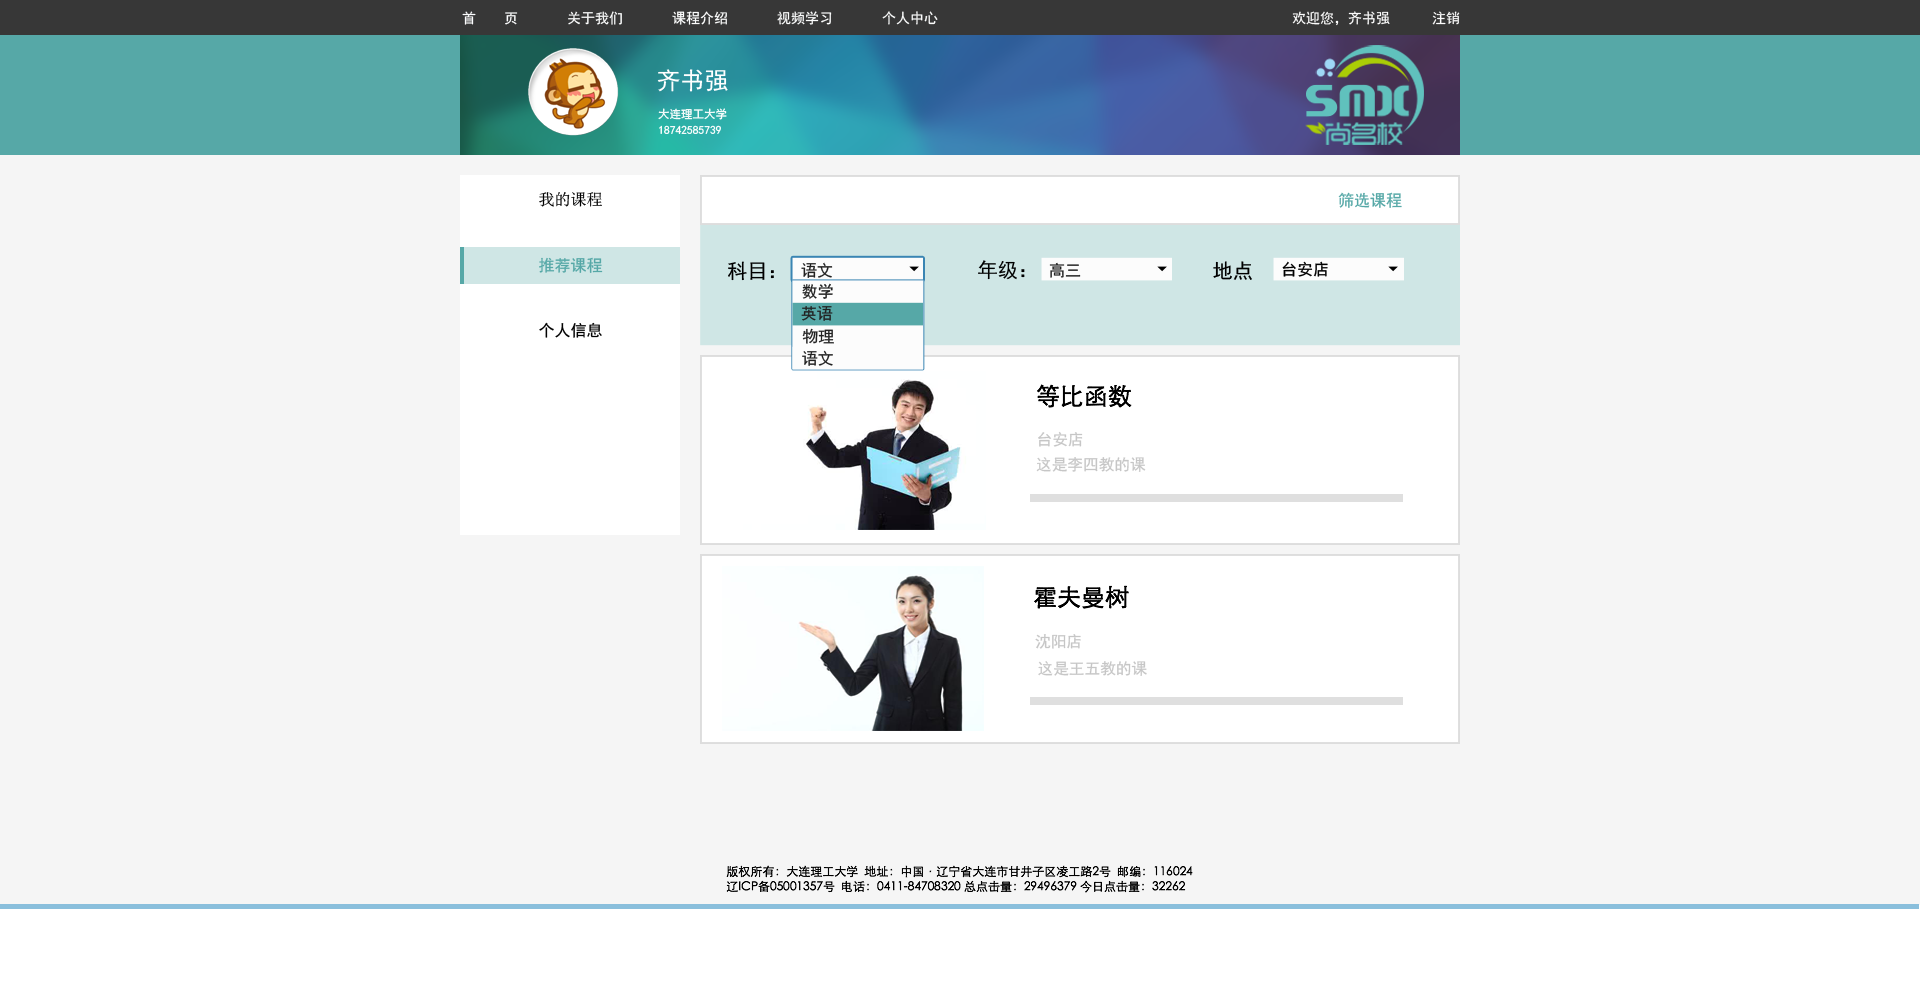 首　页　关于我们　课程介绍　视频学习　个人中心　欢迎您，齐书强　注销
齐书强
大连理工大学
18742585739
smx
尚名校
我的课程
推荐课程
个人信息
筛选课程
科目： 语文　年级： 高三　地点　台安店
数学
英语
物理
语文
等比函数
台安店
这是李四教的课
霍夫曼树
沈阳店
这是王五教的课
版权所有：大连理工大学 地址：中国 · 辽宁省大连市甘井子区凌工路2号 邮编：116024
辽ICP备05001357号 电话：0411-84708320 总点击量：29496379 今日点击量：32262